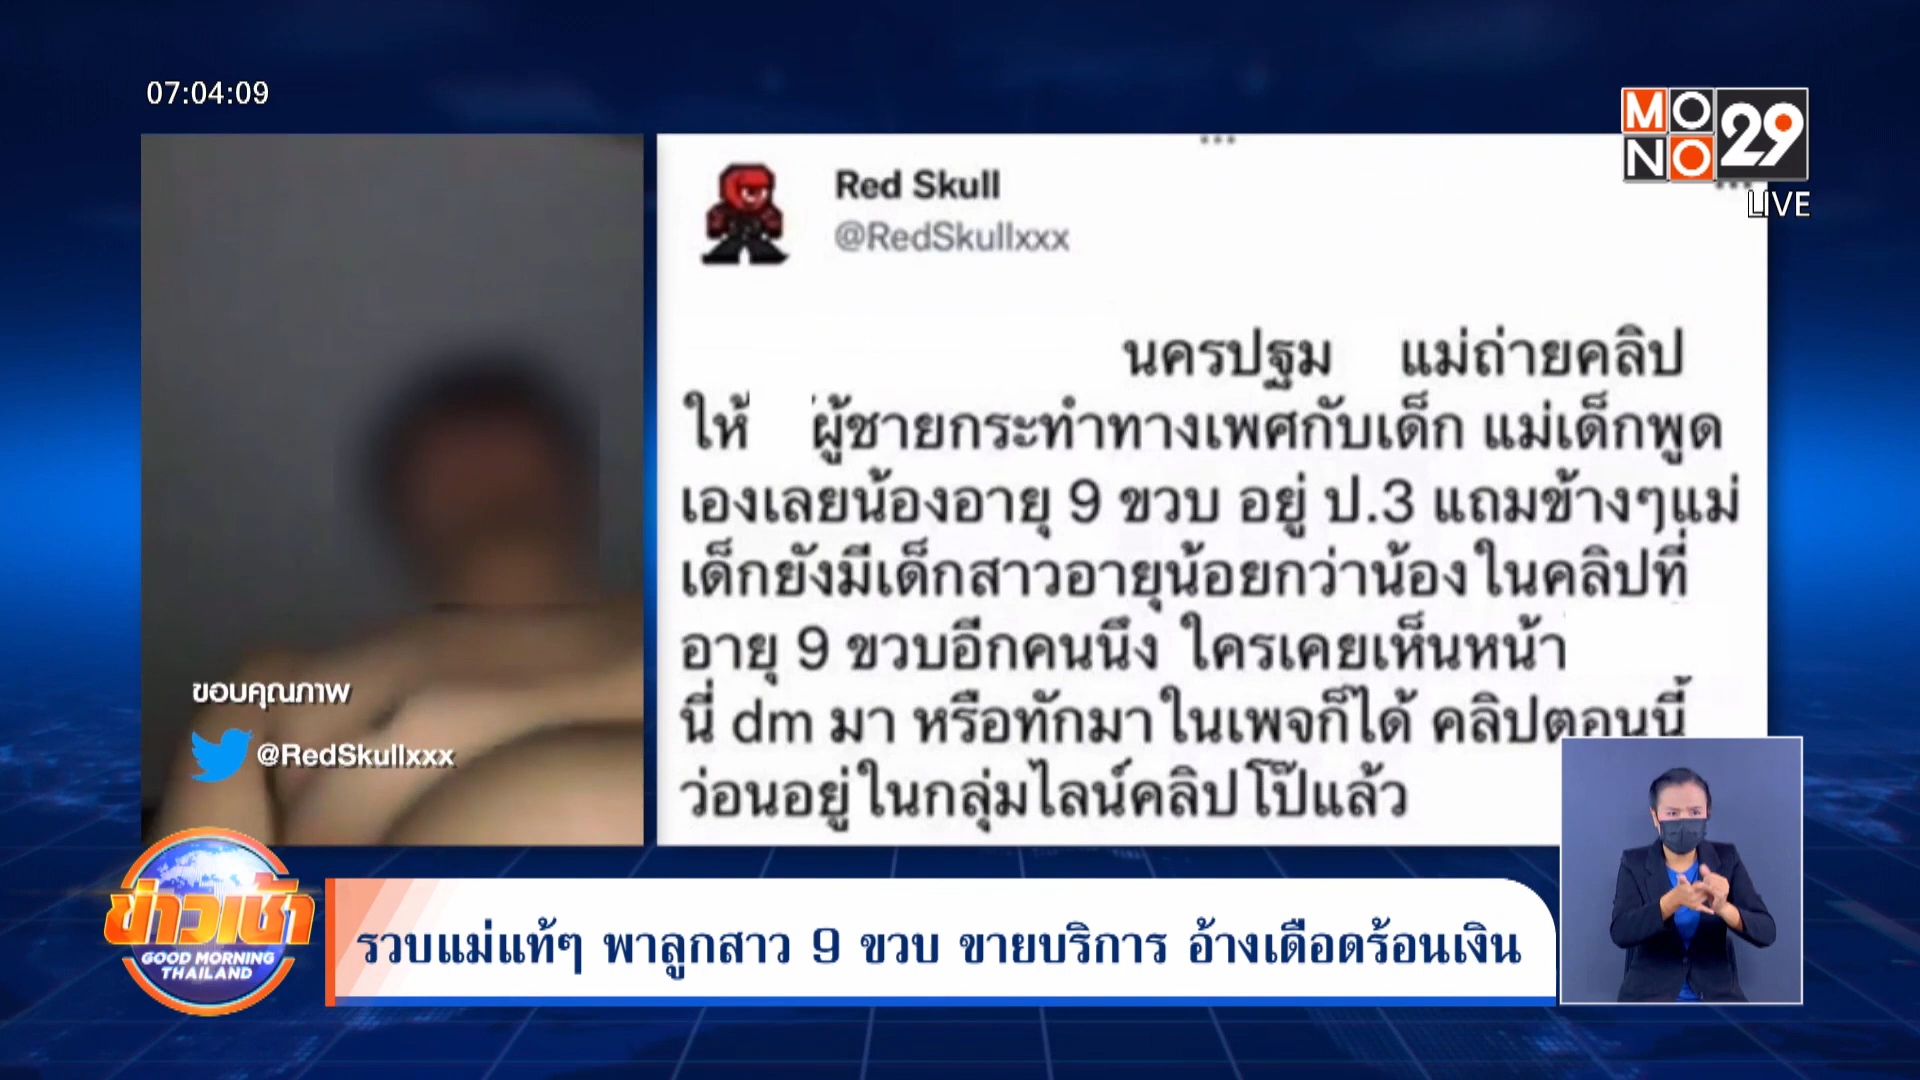 07:04:09
MONO 29
LIVE
Red Skull
@RedSkullxxx
นครปฐม แม่ถ่ายคลิป
ให้ ผู้ชายกระทำทางเพศกับเด็ก แม่เด็กพูด
เองเลยน้องอายุ 9 ขวบ อยู่ ป.3 แถมข้างๆแม่
เด็กยังมีเด็กสาวอายุน้อยกว่าน้องในคลิปที่
อายุ 9 ขวบอีกคนนึง ใครเคยเห็นหน้า
นี่ dm มา หรือทักมาในเพจก็ได้ คลิปตอนนี้
ว่อนอยู่ในกลุ่มไลน์คลิปโป๊แล้ว
ขอบคุณภาพ
@RedSkullxxx
ข่าวเช้า
GOOD MORNING
THAILAND
รวบแม่แท้ๆ พาลูกสาว 9 ขวบ ขายบริการ อ้างเดือดร้อนเงิน